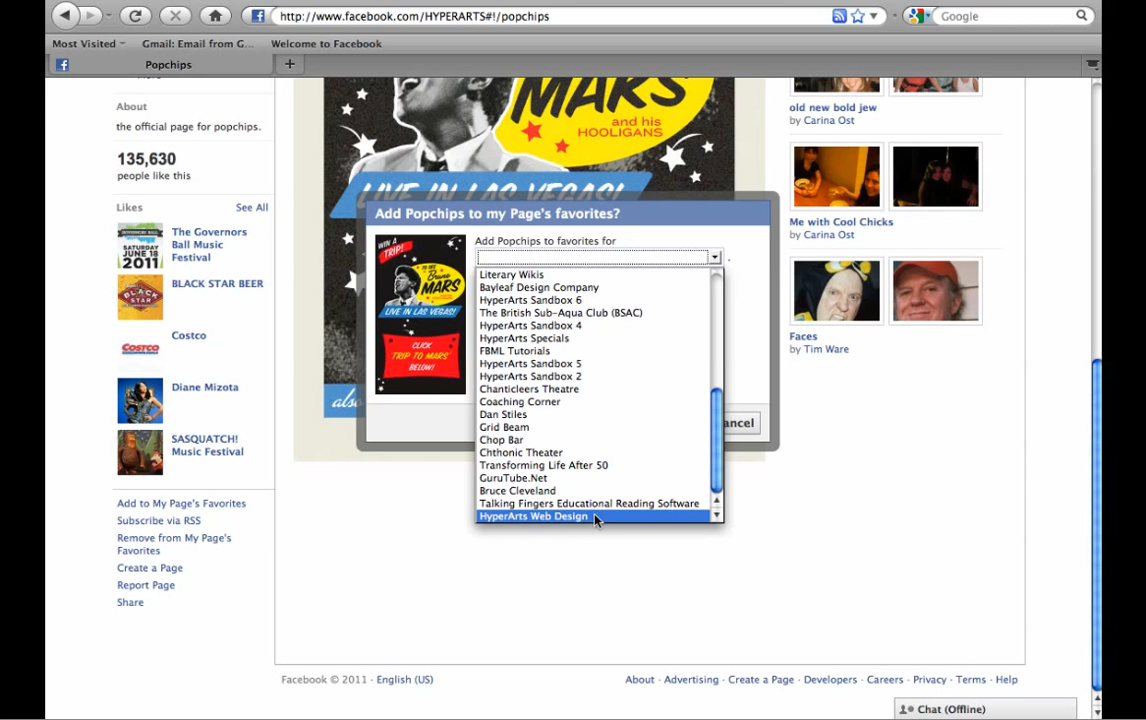 http://www.facebook.com/HYPERARTS#!/popchips
Google
Most Visited
Gmail: Email from G...
Welcome to Facebook
Popchips
About
the official page for popchips.
135,630
people like this
Likes
See All
The Governors
Ball Music
Festival
BLACK STAR BEER
Costco
Diane Mizota
SASQUATCH!
Music Festival
Add to My Page's Favorites
Subscribe via RSS
Remove from My Page's
Favorites
Create a Page
Report Page
Share
MARS
and his
HOOLIGANS
LIVE IN LAS VEGAS!
also
Add Popchips to my Page's favorites?
WIN A
TRIP!
TO SEE
Bruno
MARS
LIVE IN LAS VEGAS!
CLICK
TRIP TO MARS
BELOW!
Add Popchips to favorites for
Literary Wikis
Bayleaf Design Company
HyperArts Sandbox 6
The British Sub-Aqua Club (BSAC)
HyperArts Sandbox 4
HyperArts Specials
FBML Tutorials
HyperArts Sandbox 5
HyperArts Sandbox 2
Chanticleers Theatre
Coaching Corner
Dan Stiles
Grid Beam
Chop Bar
Chthonic Theater
Transforming Life After 50
GuruTube.Net
Bruce Cleveland
Talking Fingers Educational Reading Software
HyperArts Web Design
ancel
old new bold jew
by Carina Ost
Me with Cool Chicks
by Carina Ost
Faces
by Tim Ware
Facebook © 2011 · English (US)
About · Advertising · Create a Page · Developers · Careers · Privacy · Terms · Help
Chat (Offline)